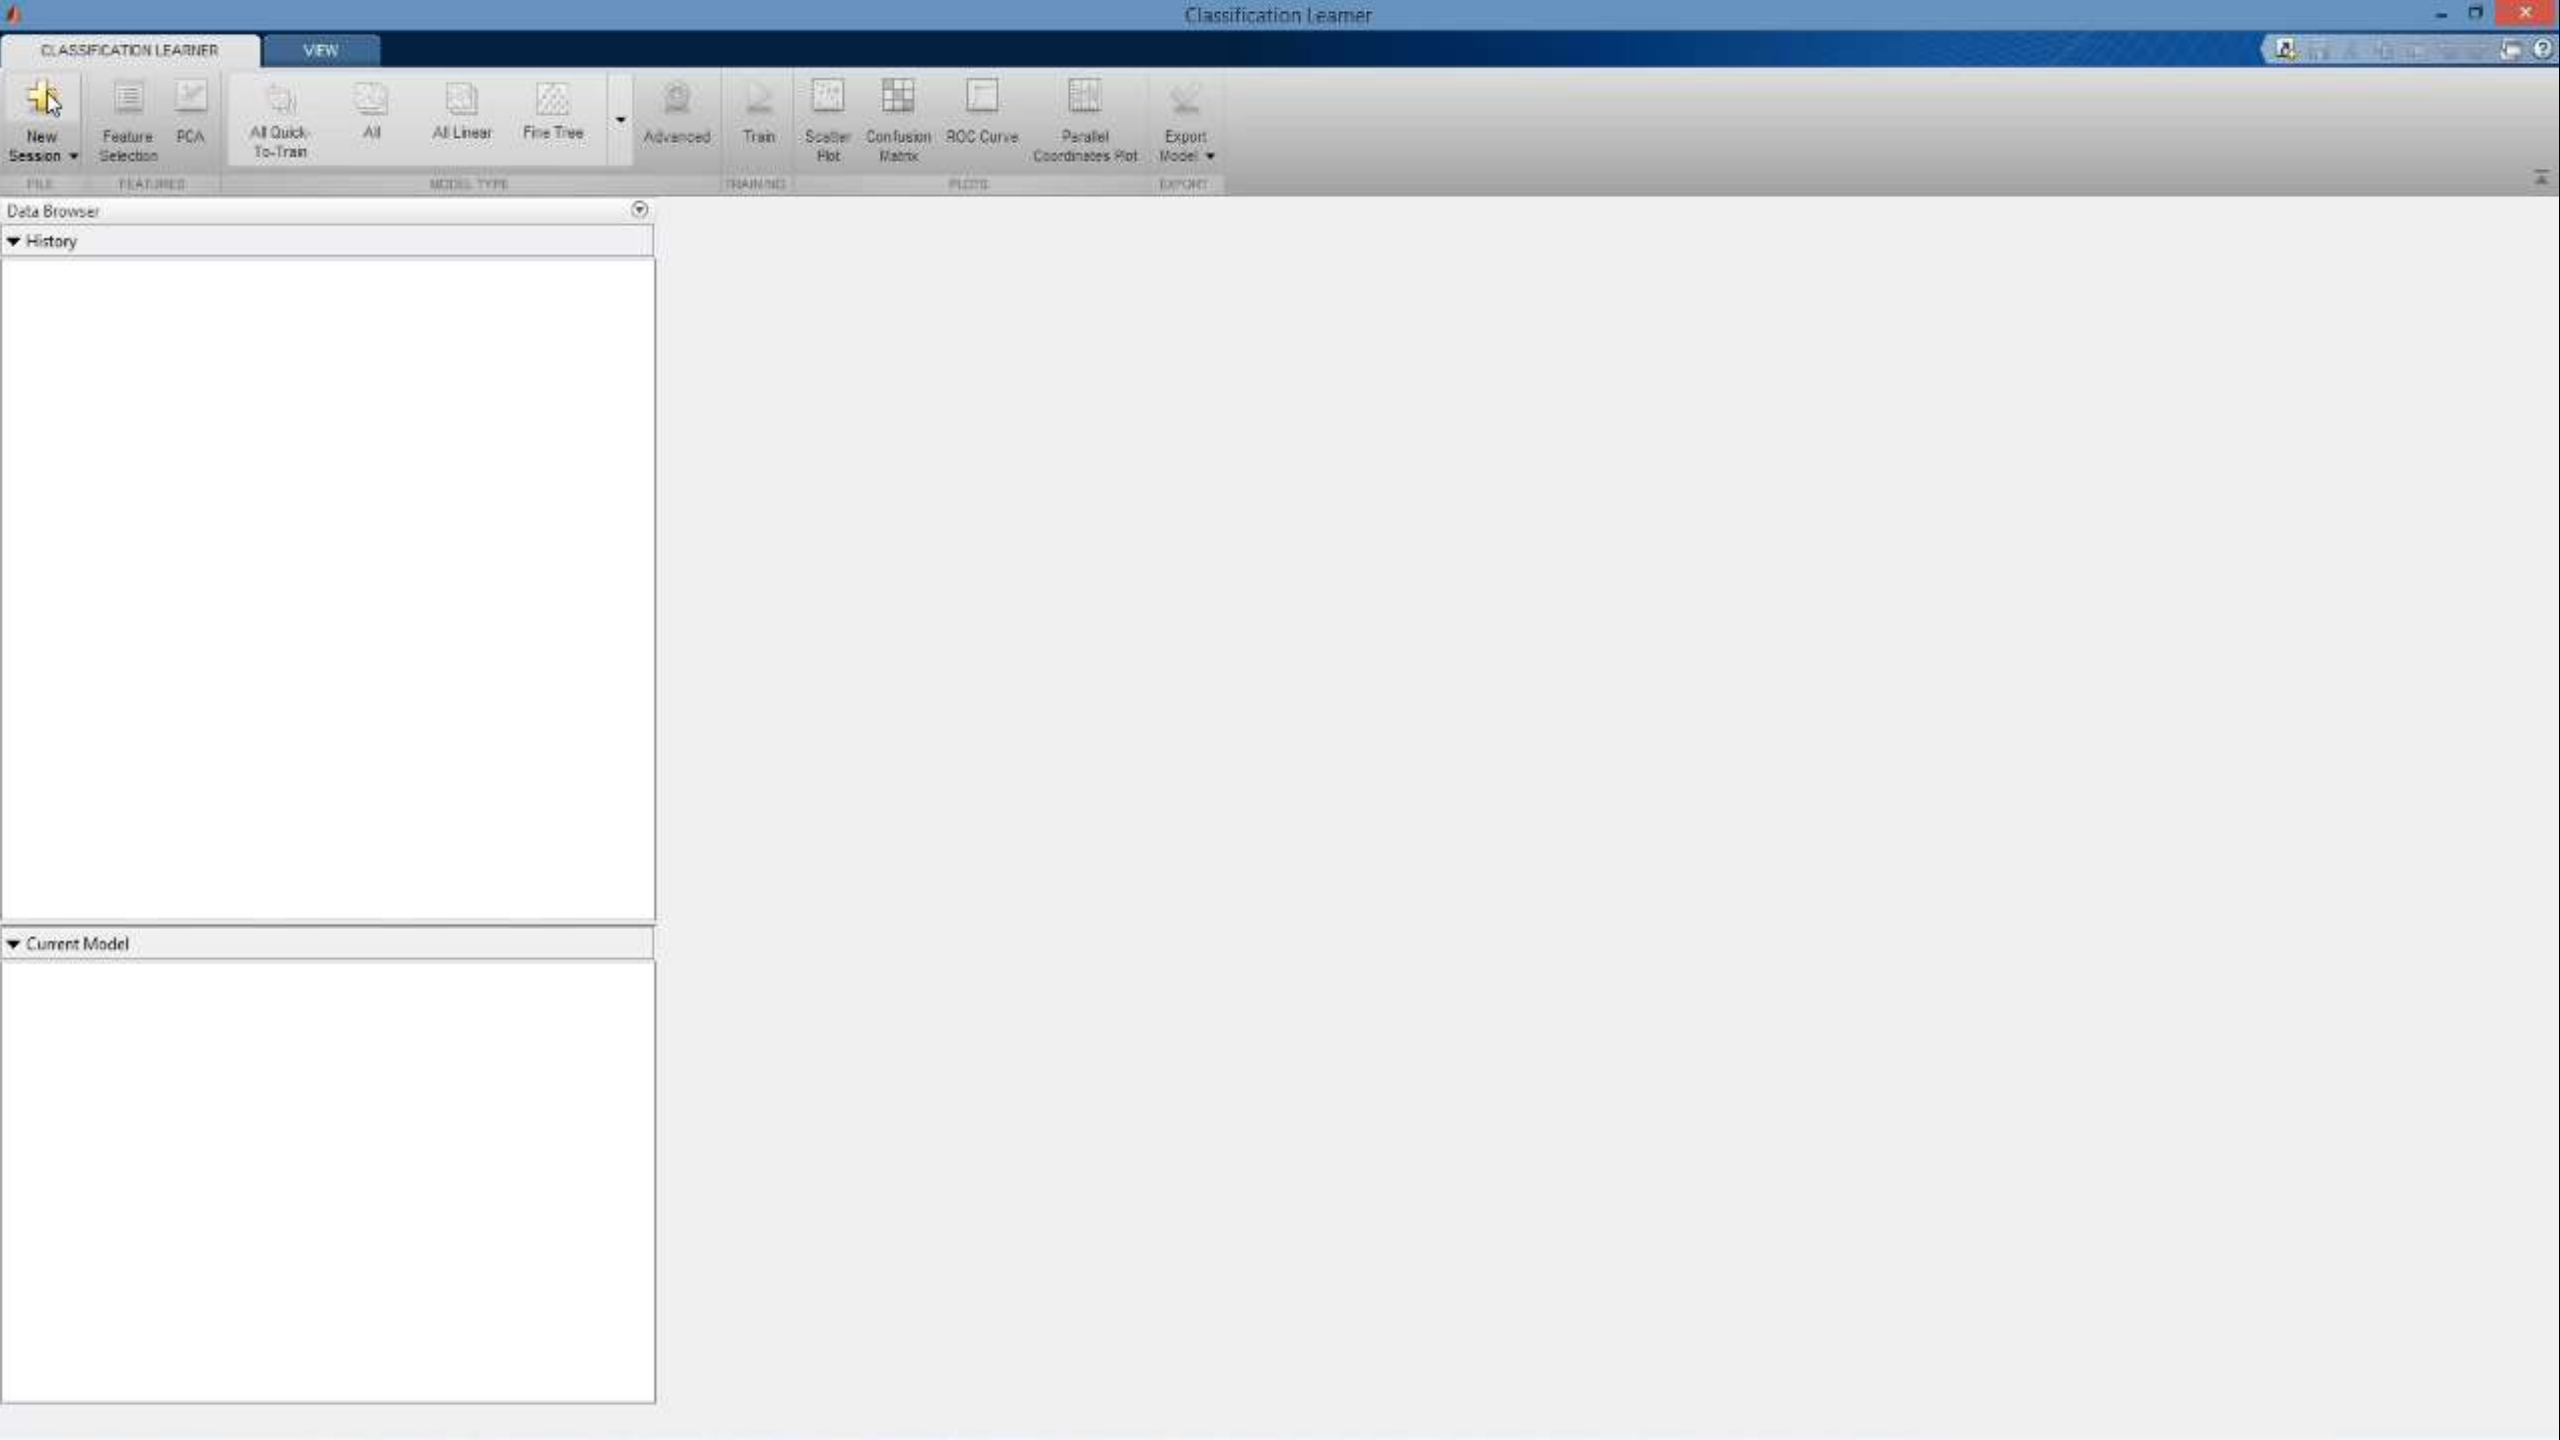 Classification Learner
CLASSIFICATION LEARNER
VIEW
New
Session
Feature
Selection
PCA
All Quick-
To-Train
All
All Linear
Fine Tree
Advanced
Train
Scatter
Plot
Confusion
Matrix
ROC Curve
Parallel
Coordinates Plot
Export
Model
FILE
FEATURES
MODEL TYPE
TRAINING
PLOTS
EXPORT
Data Browser
History
Current Model